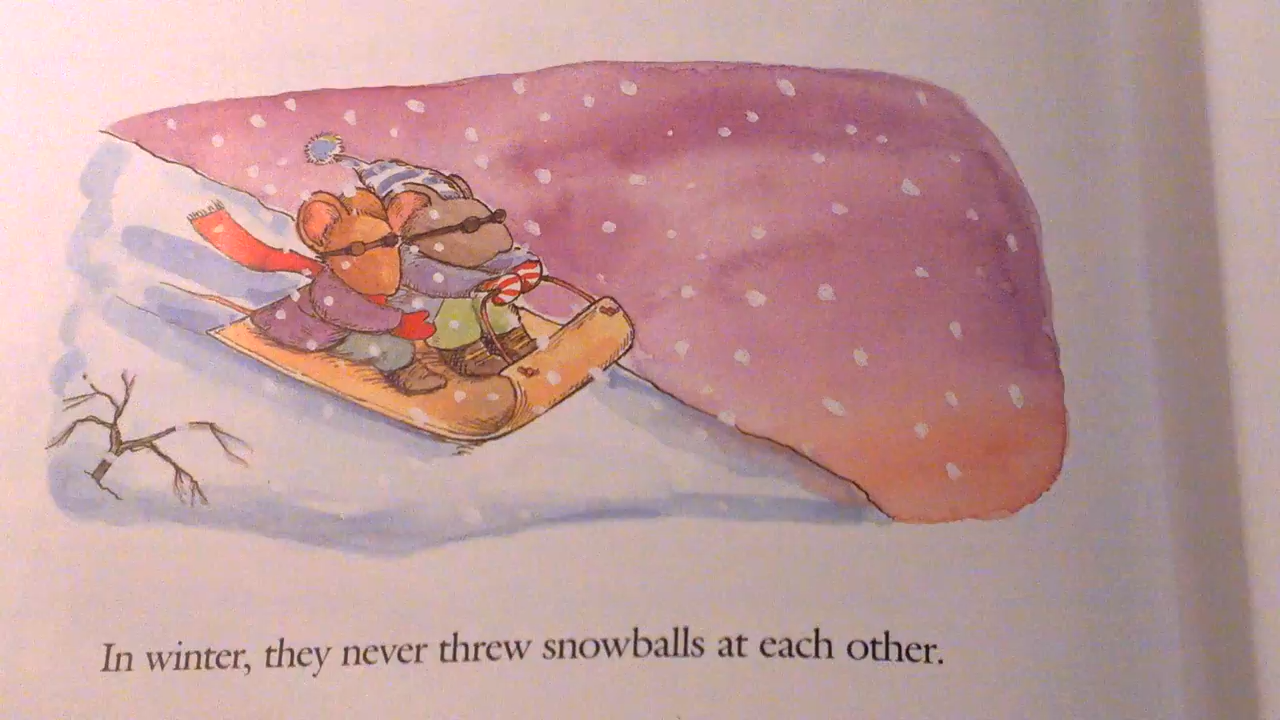 In winter, they never threw snowballs at each other.